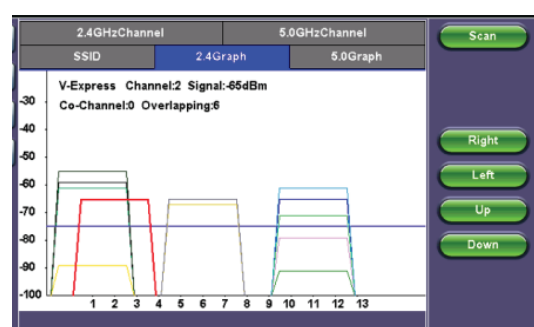 2.4GHzChannel 5.0GHzChannel
SSID 2.4Graph 5.0Graph
V-Express Channel:2 Signal:-65dBm
Co-Channel:0 Overlapping:6
-30
-40
-50
-60
-70
-80
-90
-100
1 2 3 4 5 6 7 8 9 10 11 12 13
Scan
Right
Left
Up
Down